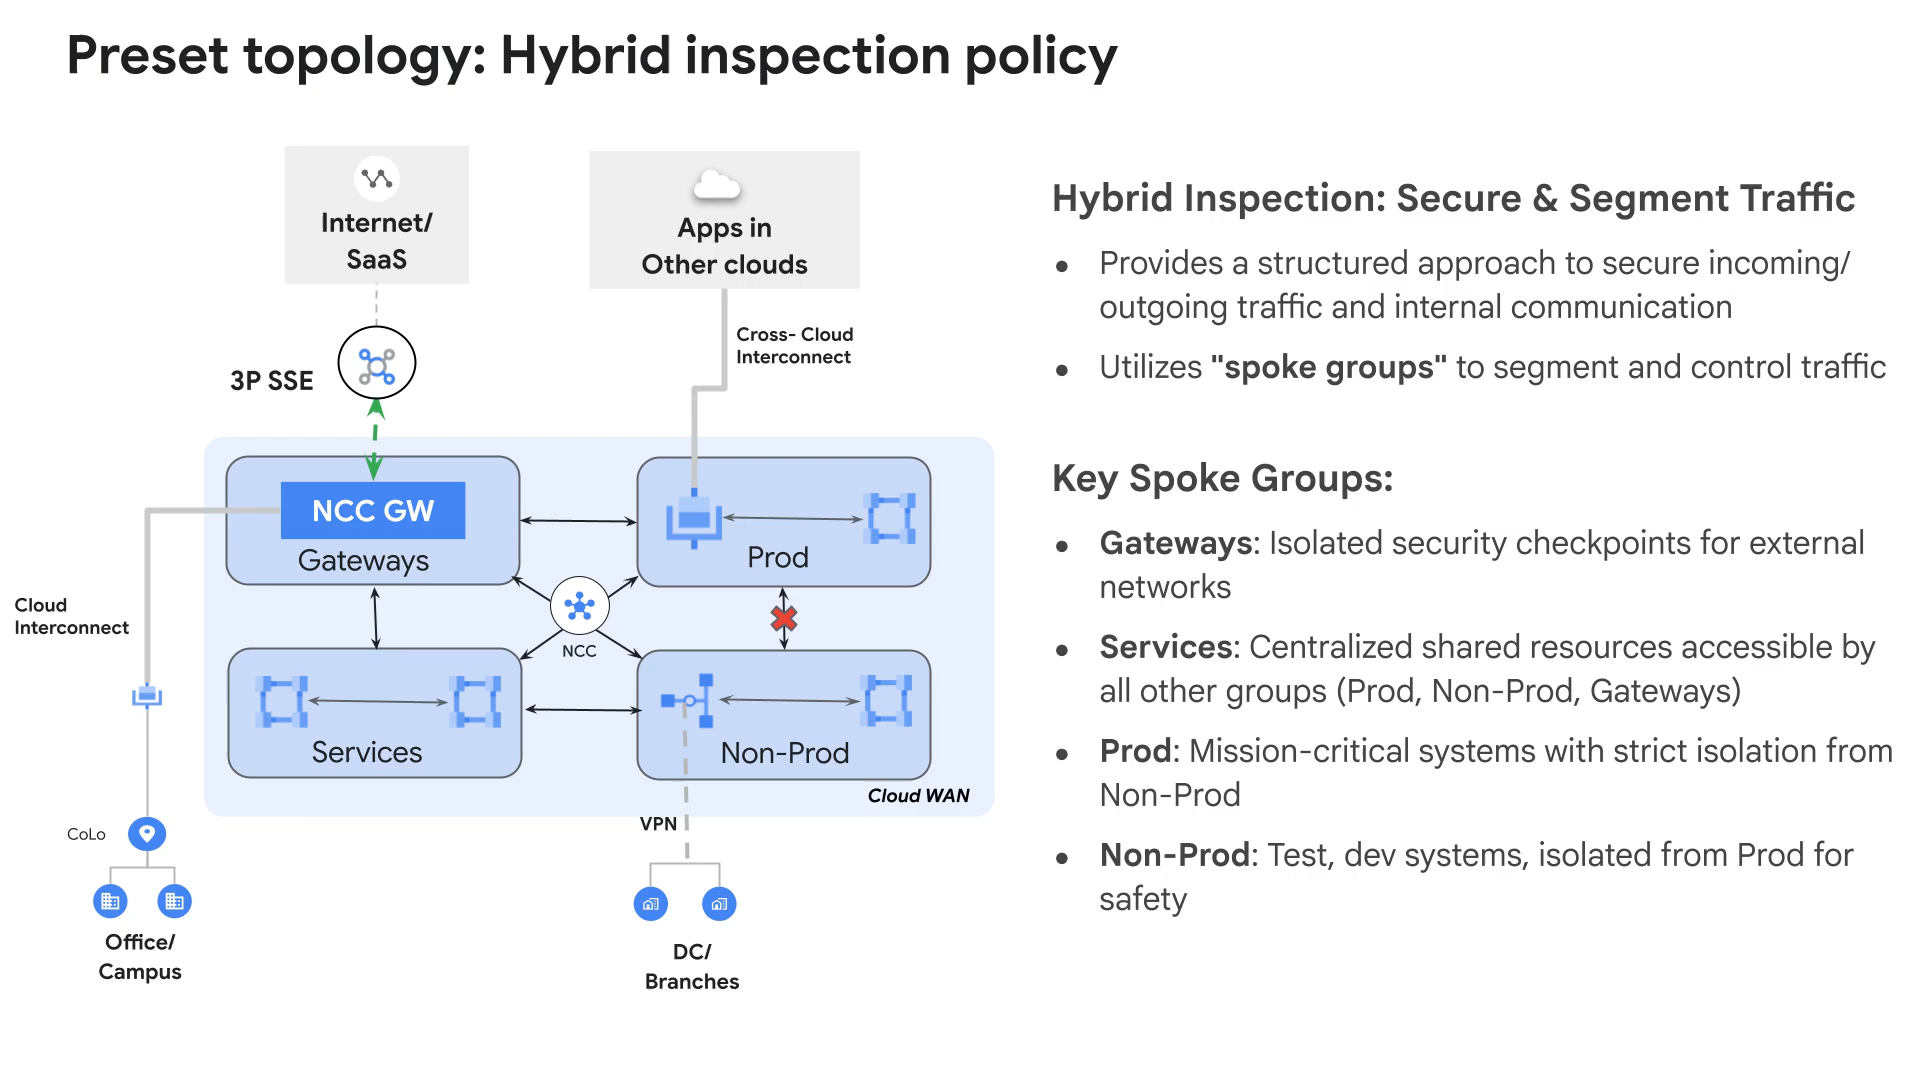 Preset topology: Hybrid inspection policy
Internet/
SaaS
Apps in
Other clouds
Cross- Cloud
Interconnect
3P SSE
NCC GW
Gateways
Prod
Cloud
Interconnect
NCC
Services
Non-Prod
Cloud WAN
VPN
CoLo
Office/
Campus
DC/
Branches
Hybrid Inspection: Secure & Segment Traffic
● Provides a structured approach to secure incoming/
outgoing traffic and internal communication
● Utilizes "spoke groups" to segment and control traffic
Key Spoke Groups:
● Gateways: Isolated security checkpoints for external
networks
● Services: Centralized shared resources accessible by
all other groups (Prod, Non-Prod, Gateways)
● Prod: Mission-critical systems with strict isolation from
Non-Prod
● Non-Prod: Test, dev systems, isolated from Prod for
safety